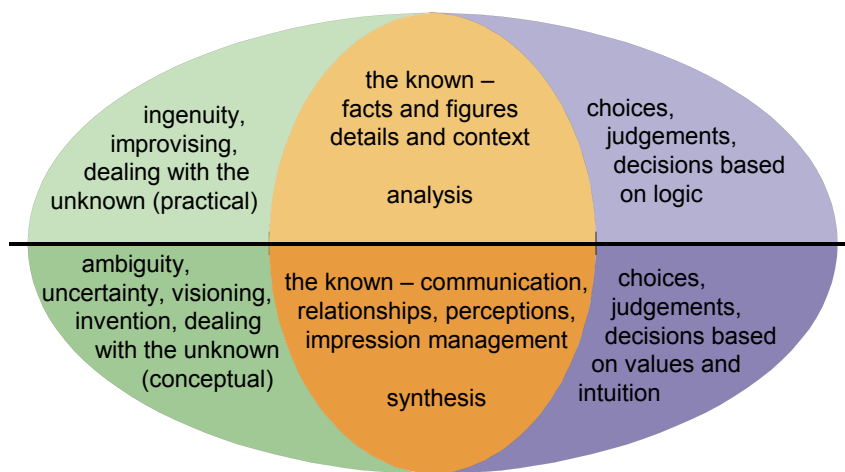 ingenuity,
improvising,
dealing with the
unknown (practical)
the known –
facts and figures
details and context
analysis
choices,
judgements,
decisions based
on logic
ambiguity,
uncertainty, visioning,
invention, dealing
with the unknown
(conceptual)
the known – communication,
relationships, perceptions,
impression management
synthesis
choices,
judgements,
decisions based
on values and
intuition